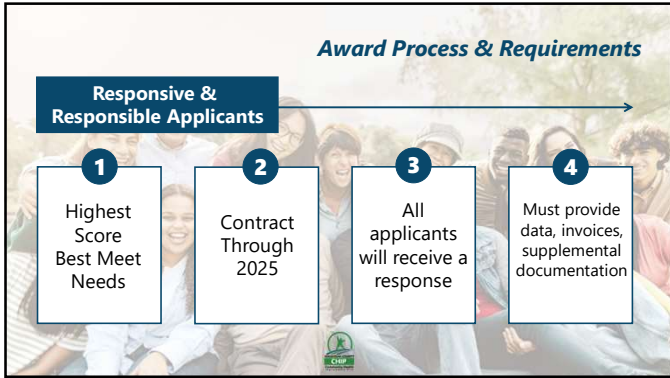 Award Process & Requirements
Responsive &
Responsible Applicants
1
Highest
Score
Best Meet
Needs
2
Contract
Through
2025
3
All
applicants
will receive a
response
4
Must provide
data, invoices,
supplemental
documentation
CHIP